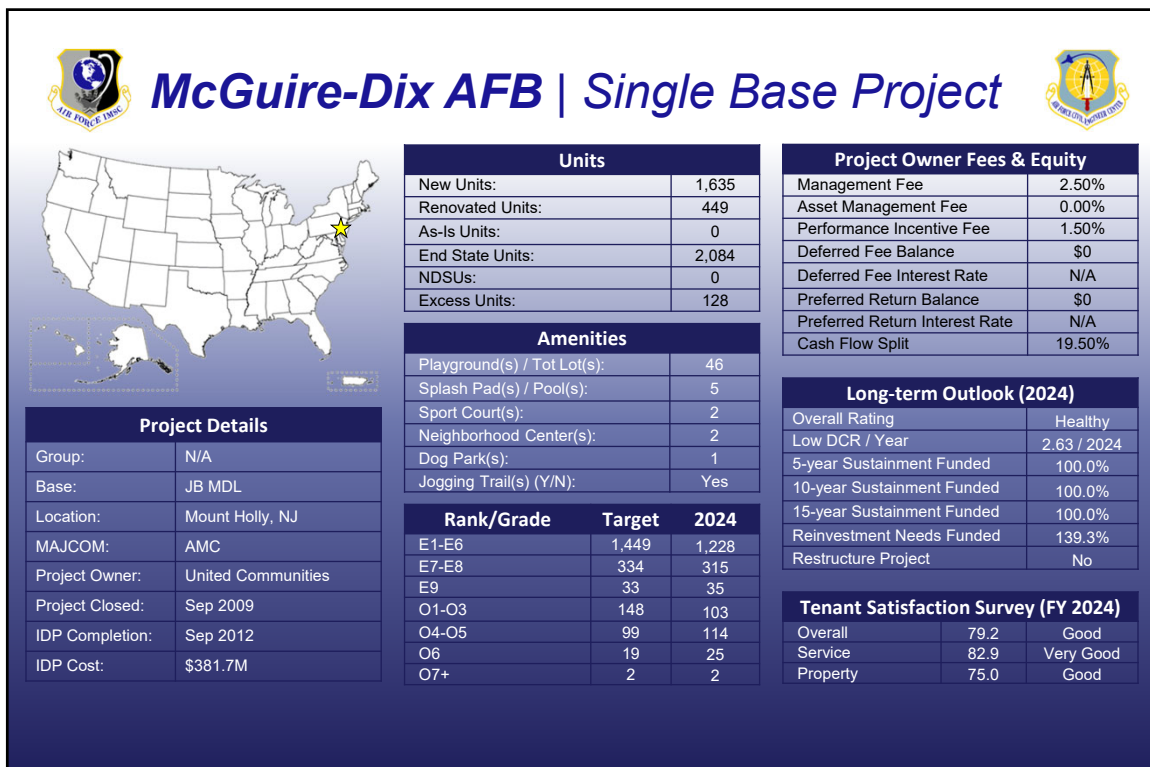 McGuire-Dix AFB | Single Base Project
AIR FORCE IMSC
AIR FORCE CIVIL ENGINEER CENTER
Project Details
Group: N/A
Base: JB MDL
Location: Mount Holly, NJ
MAJCOM: AMC
Project Owner: United Communities
Project Closed: Sep 2009
IDP Completion: Sep 2012
IDP Cost: $381.7M
Units
New Units: 1,635
Renovated Units: 449
As-Is Units: 0
End State Units: 2,084
NDSUs: 0
Excess Units: 128
Amenities
Playground(s) / Tot Lot(s): 46
Splash Pad(s) / Pool(s): 5
Sport Court(s): 2
Neighborhood Center(s): 2
Dog Park(s): 1
Jogging Trail(s) (Y/N): Yes
Rank/Grade Target 2024
E1-E6 1,449 1,228
E7-E8 334 315
E9 33 35
O1-O3 148 103
O4-O5 99 114
O6 19 25
O7+ 2 2
Project Owner Fees & Equity
Management Fee 2.50%
Asset Management Fee 0.00%
Performance Incentive Fee 1.50%
Deferred Fee Balance $0
Deferred Fee Interest Rate N/A
Preferred Return Balance $0
Preferred Return Interest Rate N/A
Cash Flow Split 19.50%
Long-term Outlook (2024)
Overall Rating Healthy
Low DCR / Year 2.63 / 2024
5-year Sustainment Funded 100.0%
10-year Sustainment Funded 100.0%
15-year Sustainment Funded 100.0%
Reinvestment Needs Funded 139.3%
Restructure Project No
Tenant Satisfaction Survey (FY 2024)
Overall 79.2 Good
Service 82.9 Very Good
Property 75.0 Good